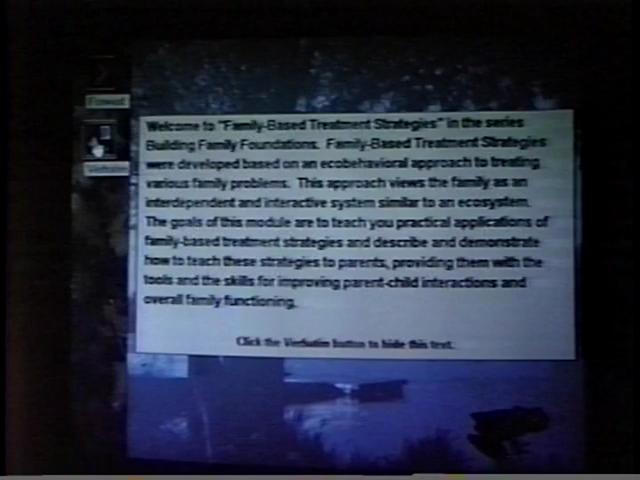 Welcome to "Family-Based Treatment Strategies" in the series
Building Family Foundations. Family-Based Treatment Strategies
were developed based on an ecobehavioral approach to treating
various family problems. This approach views the family as an
interdependent and interactive system similar to an ecosystem.
The goals of this module are to teach you practical applications of
family-based treatment strategies and describe and demonstrate
how to teach these strategies to parents, providing them with the
tools and the skills for improving parent-child interactions and
overall family functioning.
Click the Verbatim button to hide this text.